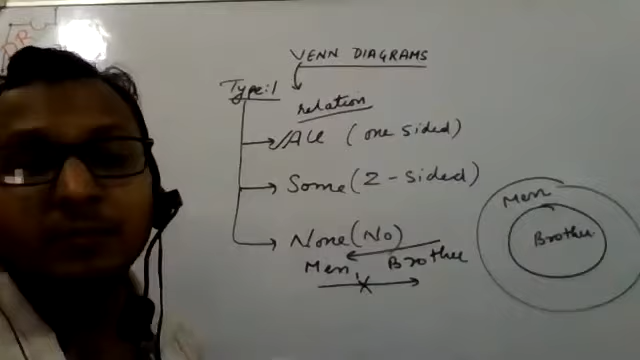 VENN DIAGRAMS
Type:1
relation
All (one sided)
Some (2-sided)
None (No)
Men, Brother
Men
Brother